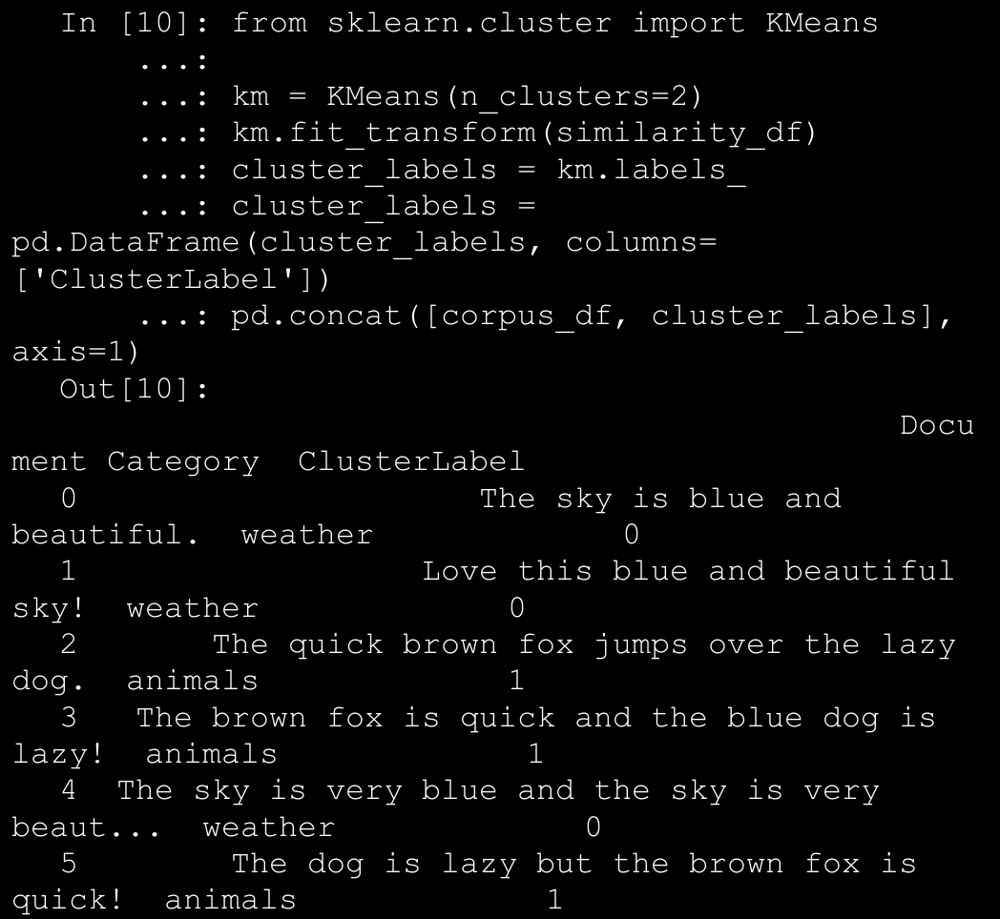 In [10]: from sklearn.cluster import KMeans
...:
...: km = KMeans(n_clusters=2)
...: km.fit_transform(similarity_df)
...: cluster_labels = km.labels_
...: cluster_labels =
pd.DataFrame(cluster_labels, columns=
['ClusterLabel'])
...: pd.concat([corpus_df, cluster_labels],
axis=1)
Out[10]:
Docu
ment Category  ClusterLabel
0 The sky is blue and
beautiful.  weather 0
1 Love this blue and beautiful
sky!  weather 0
2 The quick brown fox jumps over the lazy
dog.  animals 1
3 The brown fox is quick and the blue dog is
lazy!  animals 1
4 The sky is very blue and the sky is very
beaut...  weather 0
5 The dog is lazy but the brown fox is
quick!  animals 1